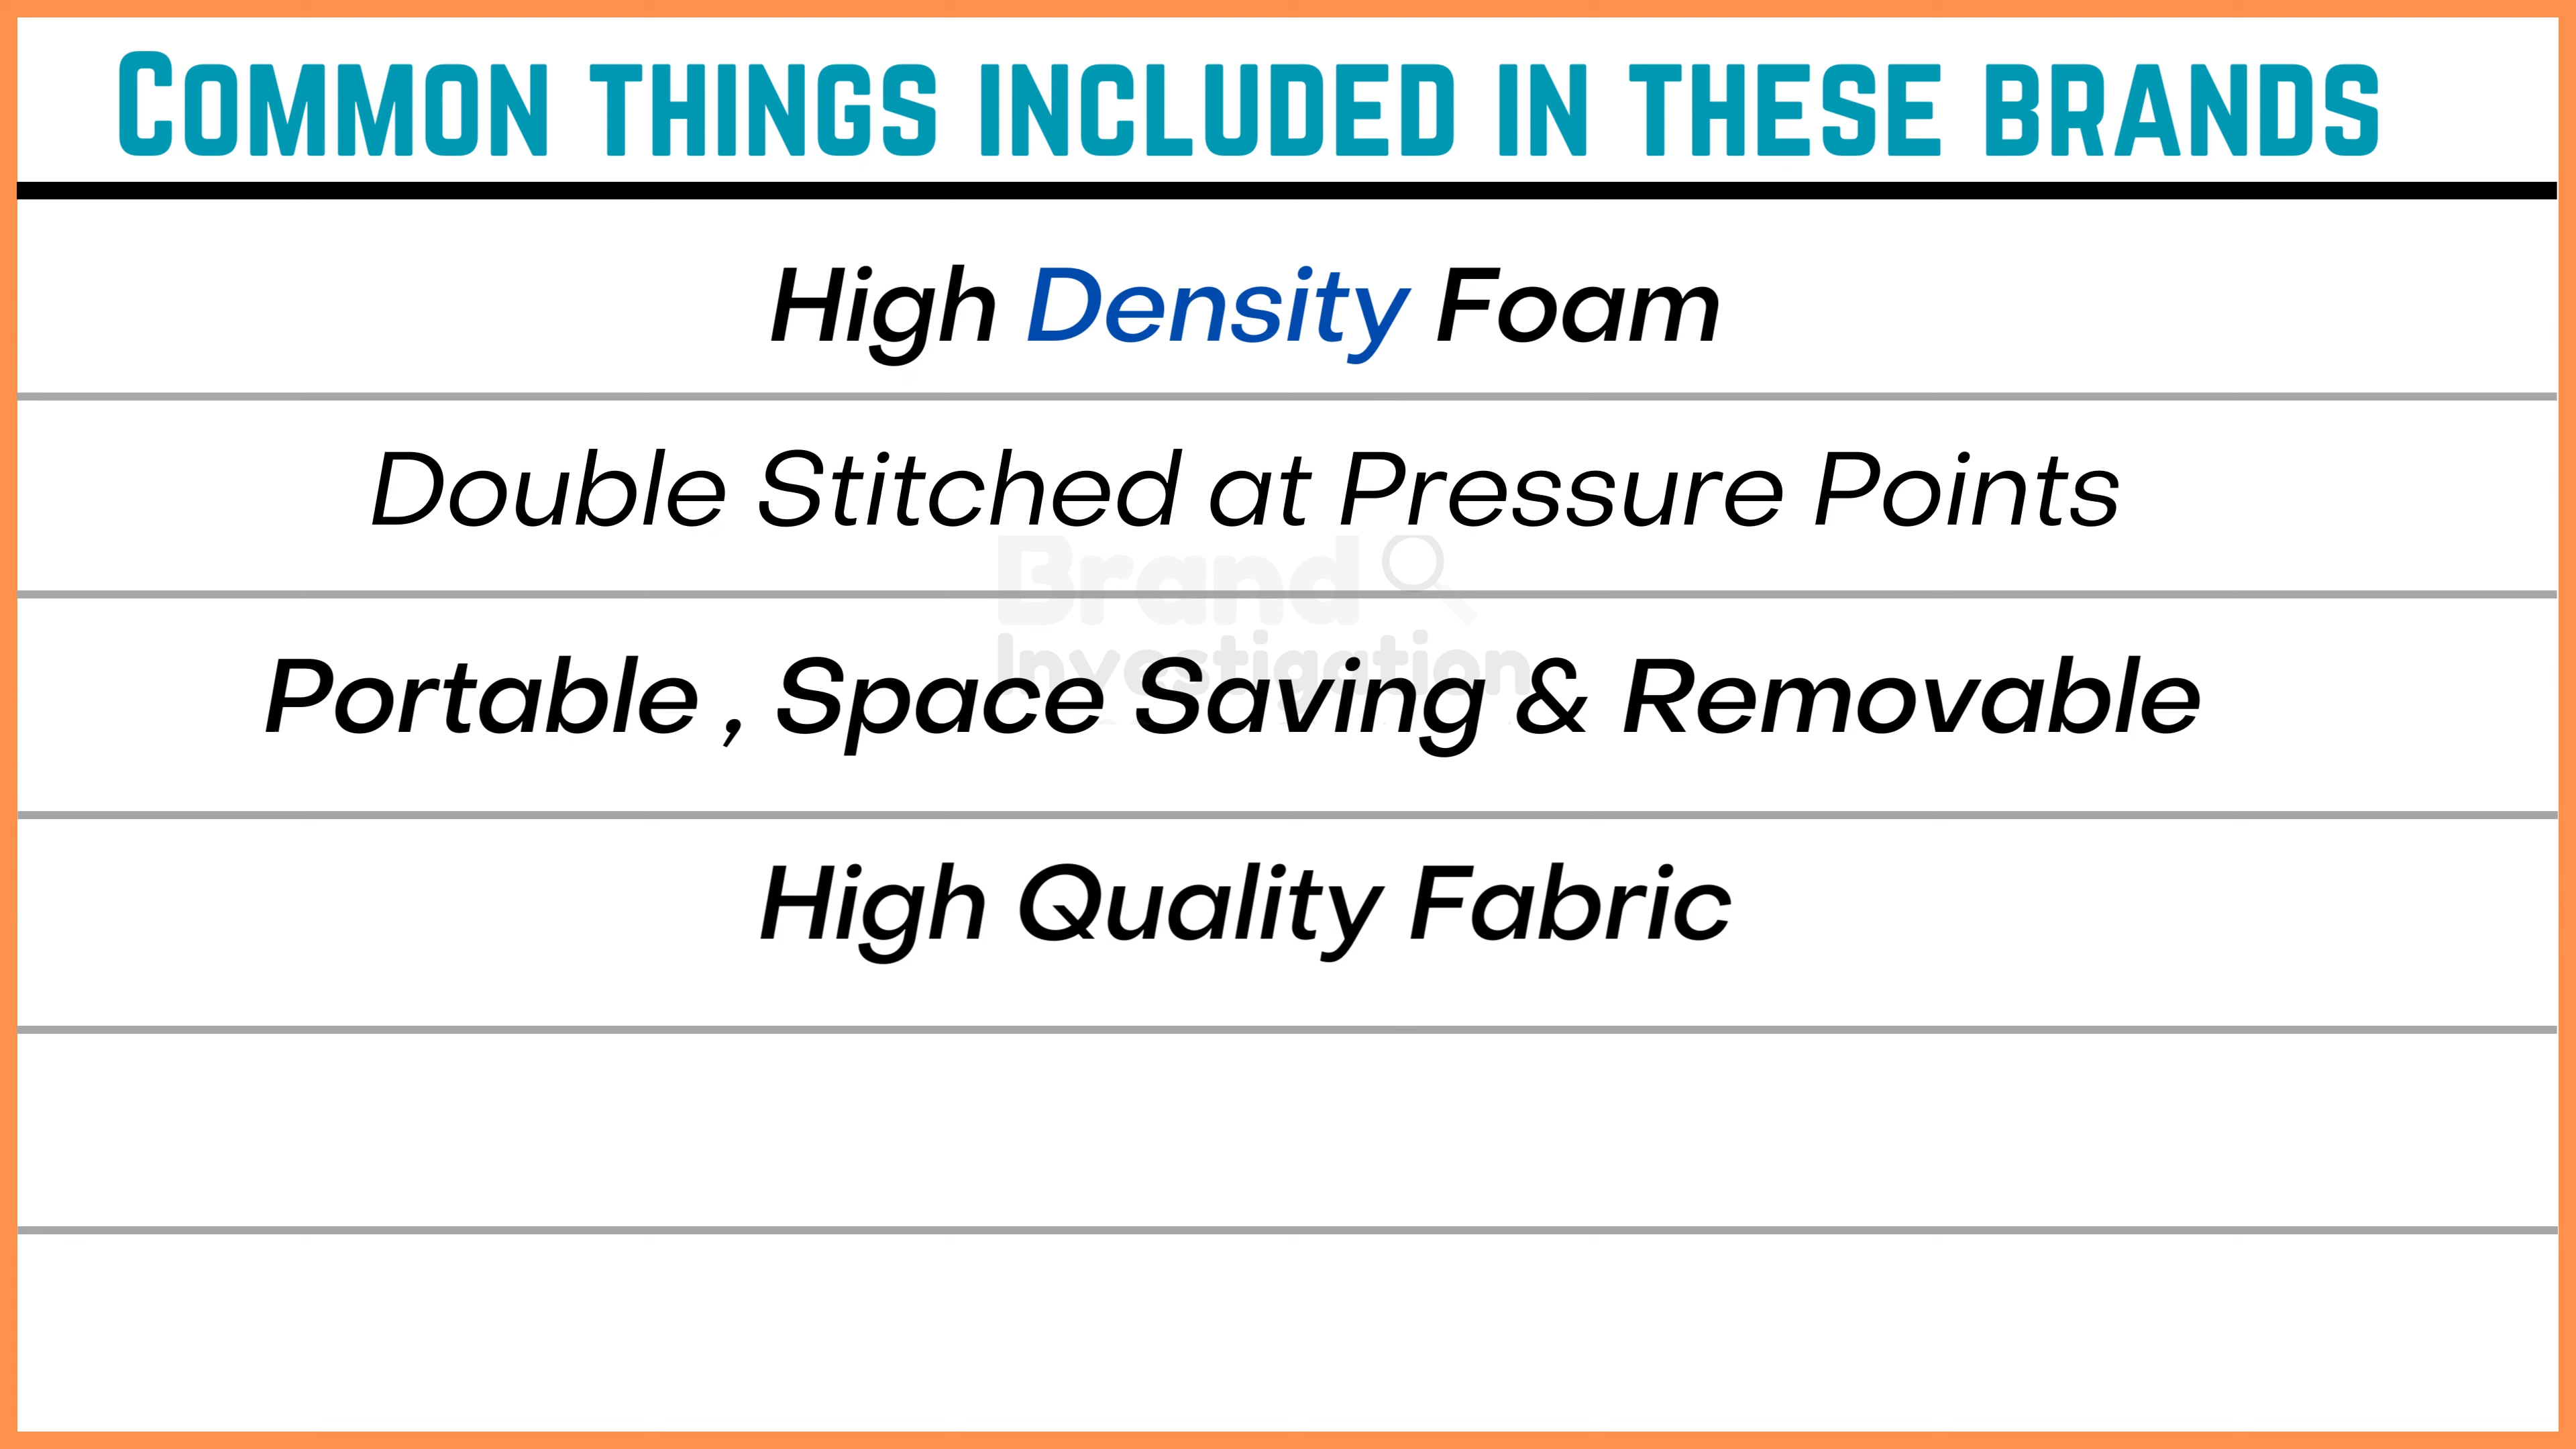 Common things included in these brands
High Density Foam
Double Stitched at Pressure Points
Brand
Investigation
Portable , Space Saving & Removable
High Quality Fabric